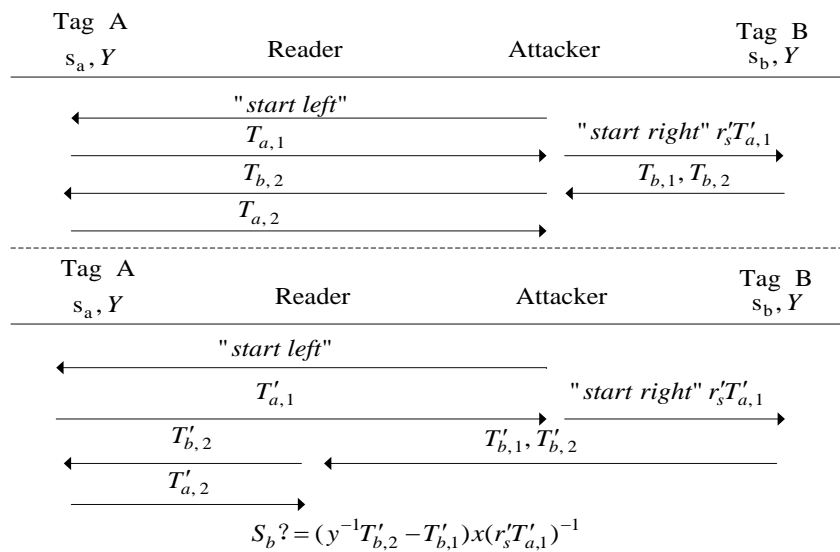 Tag A Reader Attacker Tag B
s_a, Y s_b, Y
"start left"
T_{a,1} "start right" r'_s T'_{a,1}
T_{b,2} T_{b,1}, T_{b,2}
T_{a,2}
Tag A Reader Attacker Tag B
s_a, Y s_b, Y
"start left"
T'_{a,1} "start right" r'_s T'_{a,1}
T'_{b,2} T'_{b,1}, T'_{b,2}
T'_{a,2}
S_b ? = (y^{-1}T'_{b,2} − T'_{b,1})x(r'_s T'_{a,1})^{-1}